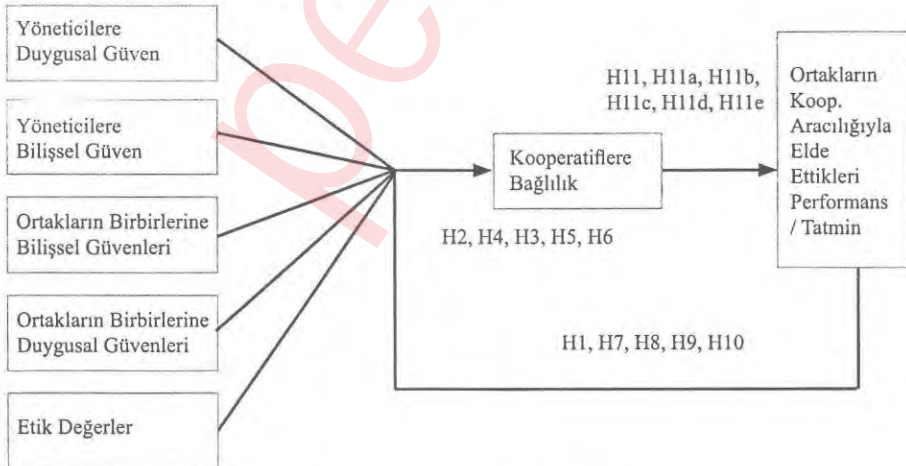 Yöneticilere
Duygusal Güven
Yöneticilere
Bilişsel Güven
Ortakların Birbirlerine
Bilişsel Güvenleri
Ortakların Birbirlerine
Duygusal Güvenleri
Etik Değerler
Kooperatiflere
Bağlılık
H2, H4, H3, H5, H6
H11, H11a, H11b,
H11c, H11d, H11e
Ortakların
Koop.
Aracılığıyla
Elde
Ettikleri
Performans
/ Tatmin
H1, H7, H8, H9, H10
pe